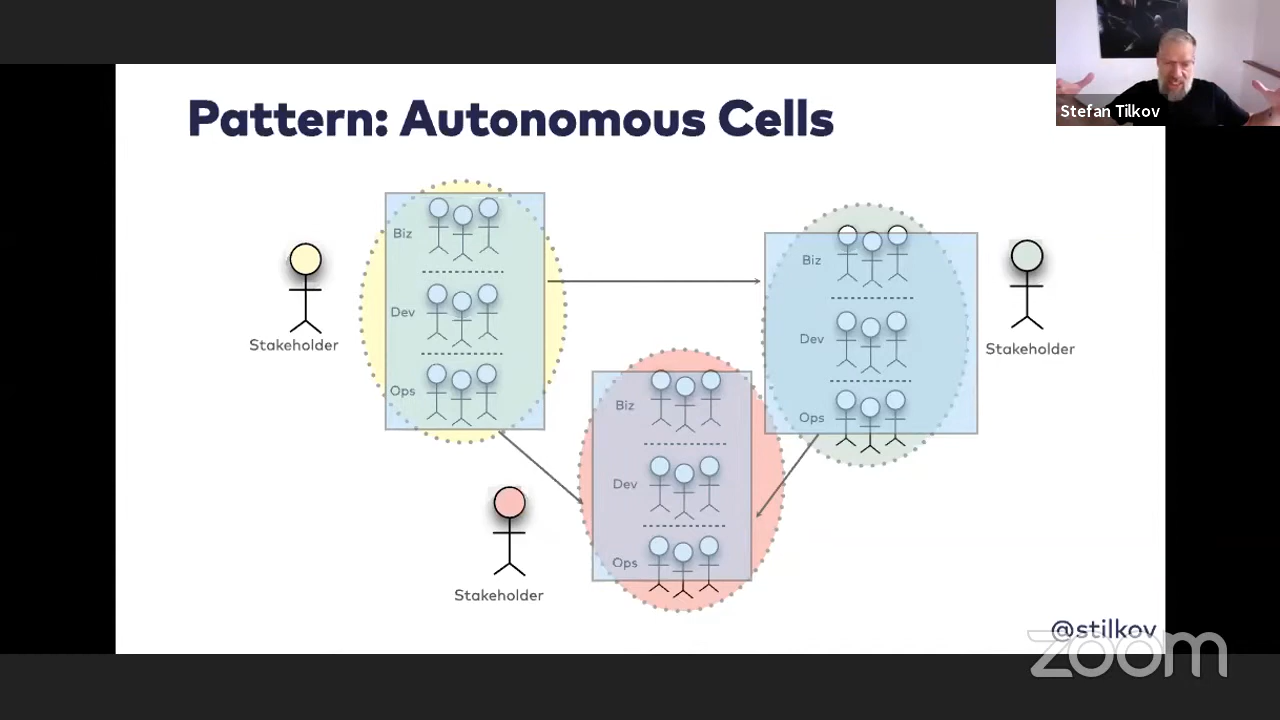 Stefan Tilkov
Pattern: Autonomous Cells
Stakeholder
Biz
Dev
Ops
Biz
Dev
Ops
Stakeholder
Biz
Dev
Ops
Stakeholder
@stilkov
zoom